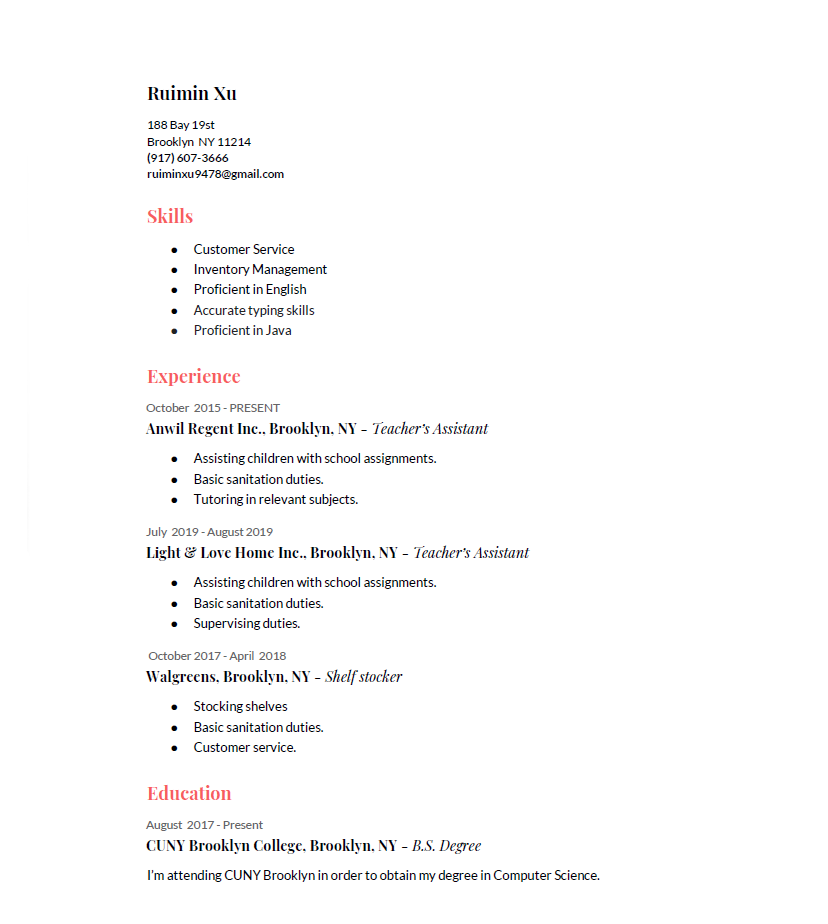 Ruimin Xu
188 Bay 19st
Brooklyn NY 11214
(917) 607-3666
ruiminxu9478@gmail.com
Skills
● Customer Service
● Inventory Management
● Proficient in English
● Accurate typing skills
● Proficient in Java
Experience
October 2015 - PRESENT
Anwil Regent Inc., Brooklyn, NY – Teacher's Assistant
● Assisting children with school assignments.
● Basic sanitation duties.
● Tutoring in relevant subjects.
July 2019 - August 2019
Light & Love Home Inc., Brooklyn, NY – Teacher's Assistant
● Assisting children with school assignments.
● Basic sanitation duties.
● Supervising duties.
October 2017 - April 2018
Walgreens, Brooklyn, NY – Shelf stocker
● Stocking shelves
● Basic sanitation duties.
● Customer service.
Education
August 2017 - Present
CUNY Brooklyn College, Brooklyn, NY – B.S. Degree
I'm attending CUNY Brooklyn in order to obtain my degree in Computer Science.